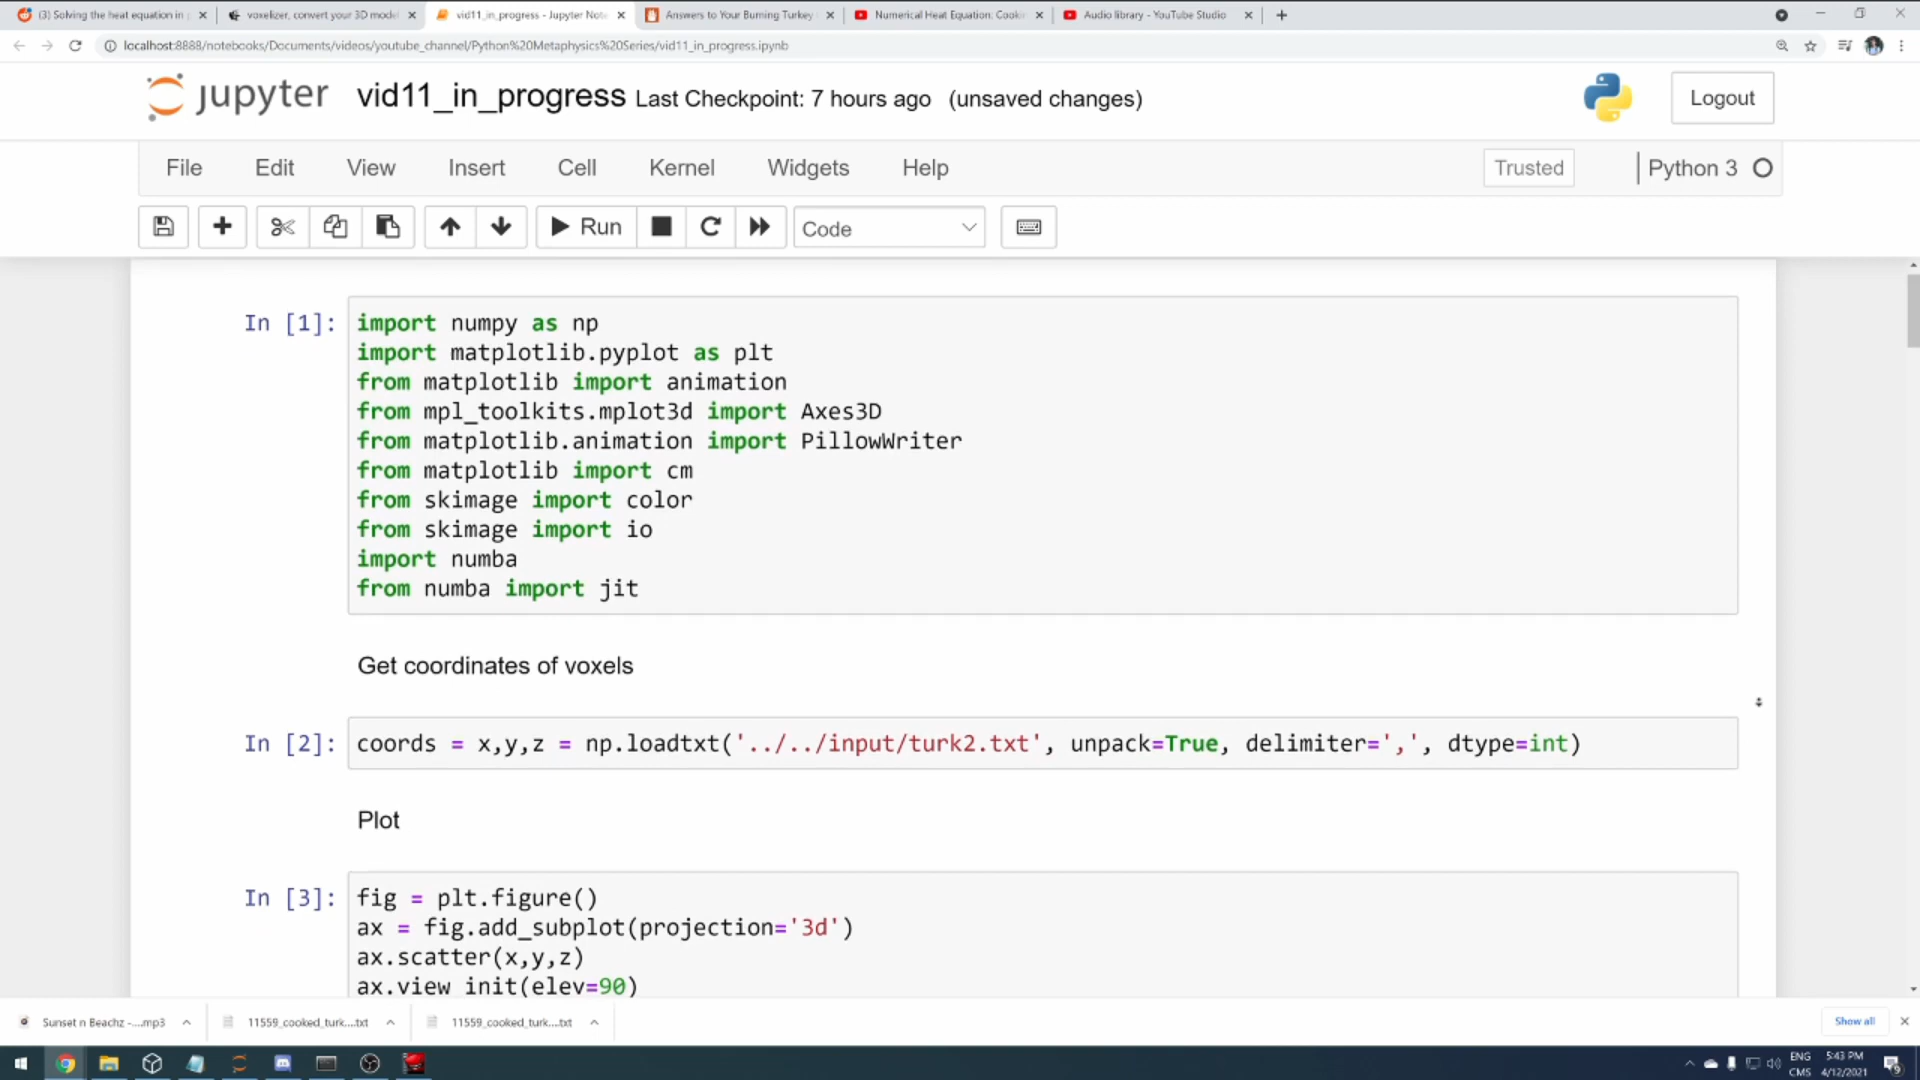 (3) Solving the heat equation in
voxelizer, convert your 3D model
vid11_in_progress - Jupyter Note
Answers to Your Burning Turkey
Numerical Heat Equation: Cook
Audio library - YouTube Studio
localhost:8888/notebooks/Documents/videos/youtube_channel/Python%20Metaphysics%20Series/vid11_in_progress.ipynb
jupyter vid11_in_progress Last Checkpoint: 7 hours ago (unsaved changes)
Logout
File Edit View Insert Cell Kernel Widgets Help
Trusted
Python 3
Run
Code
In [1]: import numpy as np
import matplotlib.pyplot as plt
from matplotlib import animation
from mpl_toolkits.mplot3d import Axes3D
from matplotlib.animation import PillowWriter
from matplotlib import cm
from skimage import color
from skimage import io
import numba
from numba import jit
Get coordinates of voxels
In [2]: coords = x,y,z = np.loadtxt('../../input/turk2.txt', unpack=True, delimiter=',', dtype=int)
Plot
In [3]: fig = plt.figure()
ax = fig.add_subplot(projection='3d')
ax.scatter(x,y,z)
ax.view_init(elev=90)
Sunset n Beachz -....mp3
11559_cooked_turk....txt
11559_cooked_turk....txt
Show all
ENG 5:43 PM
CMS 4/12/2021